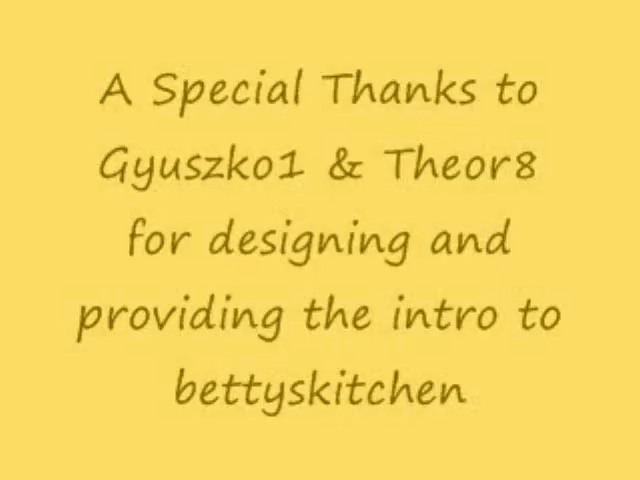 A Special Thanks to
Gyuszko1 & Theor8
for designing and
providing the intro to
bettyskitchen